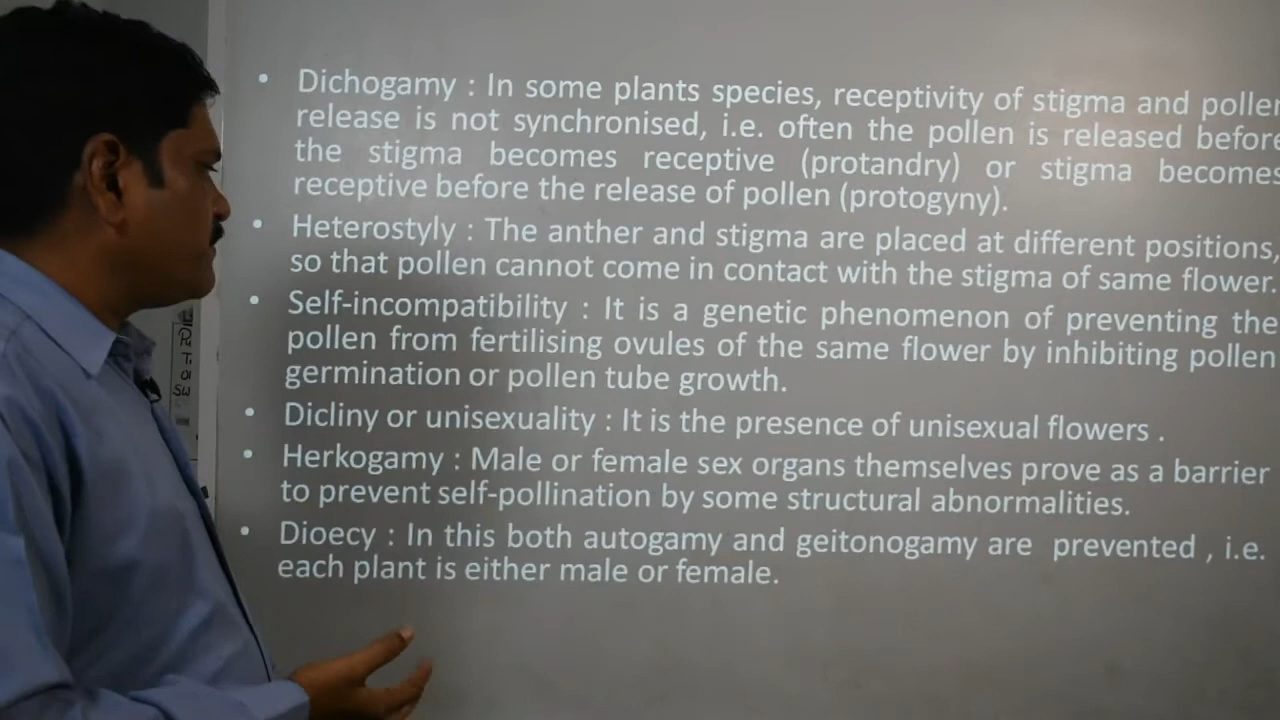 • Dichogamy : In some plants species, receptivity of stigma and pollen
release is not synchronised, i.e. often the pollen is released before
the stigma becomes receptive (protandry) or stigma becomes
receptive before the release of pollen (protogyny).
• Heterostyly : The anther and stigma are placed at different positions,
so that pollen cannot come in contact with the stigma of same flower.
• Self-incompatibility : It is a genetic phenomenon of preventing the
pollen from fertilising ovules of the same flower by inhibiting pollen
germination or pollen tube growth.
• Dicliny or unisexuality : It is the presence of unisexual flowers .
• Herkogamy : Male or female sex organs themselves prove as a barrier
to prevent self-pollination by some structural abnormalities.
• Dioecy : In this both autogamy and geitonogamy are prevented , i.e.
each plant is either male or female.